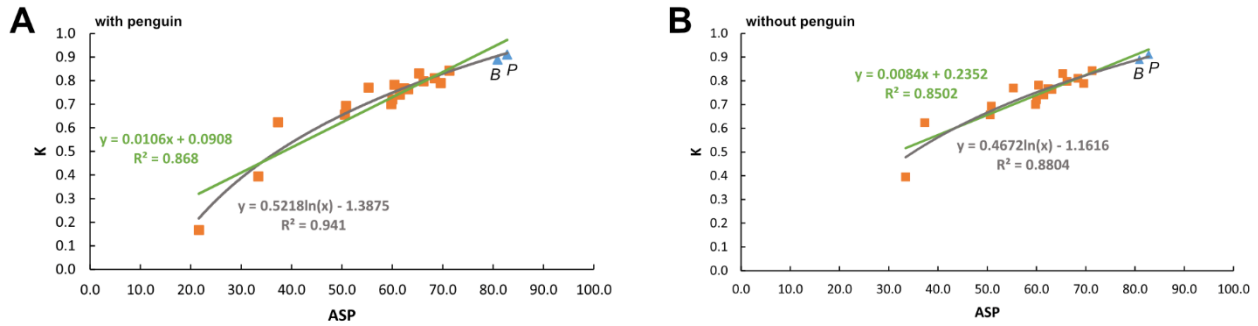 A
with penguin
1.0
0.9
0.8
0.7
0.6
0.5
0.4
0.3
0.2
0.1
0.0
K
y = 0.0106x + 0.0908
R² = 0.868
y = 0.5218ln(x) - 1.3875
R² = 0.941
B P
0.0 10.0 20.0 30.0 40.0 50.0 60.0 70.0 80.0 90.0 100.0
ASP
B
without penguin
1.0
0.9
0.8
0.7
0.6
0.5
0.4
0.3
0.2
0.1
0.0
K
y = 0.0084x + 0.2352
R² = 0.8502
y = 0.4672ln(x) - 1.1616
R² = 0.8804
B P
0.0 10.0 20.0 30.0 40.0 50.0 60.0 70.0 80.0 90.0 100.0
ASP